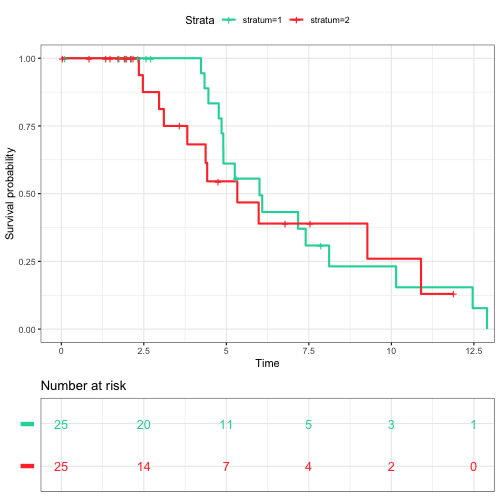 Strata stratum=1 stratum=2
1.00
0.75
0.50
0.25
0.00
Survival probability
0 2.5 5 7.5 10 12.5
Time
Number at risk
25 20 11 5 3 1
25 14 7 4 2 0